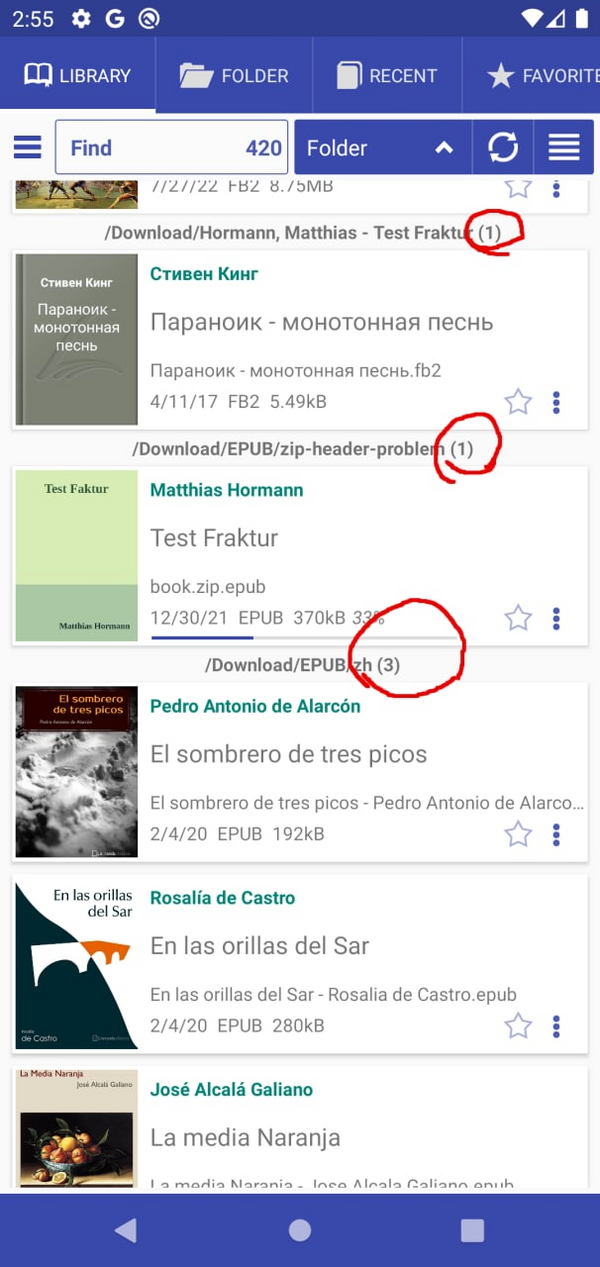 2:55
LIBRARY
FOLDER
RECENT
FAVORITE
Find
420
Folder
7/27/22 FB2 8.75MB
/Download/Hormann, Matthias - Test Fraktur (1)
Стивен Кинг
Параноик -
монотонная
песнь
Стивен Кинг
Параноик - монотонная песнь
Параноик - монотонная песнь.fb2
4/11/17 FB2 5.49kB
/Download/EPUB/zip-header-problem (1)
Test Faktur
Matthias Hormann
Matthias Hormann
Test Fraktur
book.zip.epub
12/30/21 EPUB 370kB 33%
/Download/EPUB/zh (3)
El sombrero
de tres picos
Pedro Antonio de Alarcón
Pedro Antonio de Alarcón
El sombrero de tres picos
El sombrero de tres picos - Pedro Antonio de Alarco...
2/4/20 EPUB 192kB
En las orillas
del Sar
de Castro
Rosalía de Castro
En las orillas del Sar
En las orillas del Sar - Rosalia de Castro.epub
2/4/20 EPUB 280kB
La Media Naranja
José Alcalá Galiano
José Alcalá Galiano
La media Naranja
La media Naranja - Jose Alcala Galiano.epub